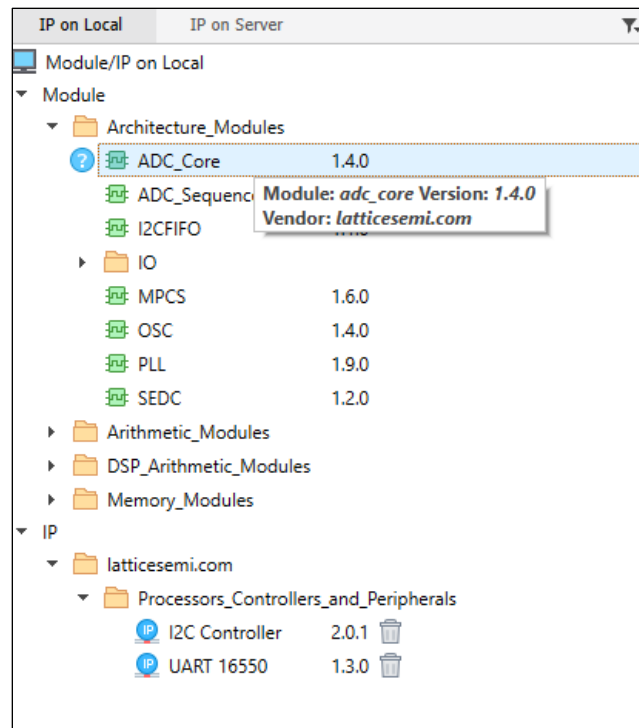 IP on Local IP on Server
Module/IP on Local
Module
Architecture_Modules
ADC_Core 1.4.0
ADC_Sequence
Module: adc_core Version: 1.4.0
Vendor: latticesemi.com
I2CFIFO
IO
MPCS 1.6.0
OSC 1.4.0
PLL 1.9.0
SEDC 1.2.0
Arithmetic_Modules
DSP_Arithmetic_Modules
Memory_Modules
IP
latticesemi.com
Processors_Controllers_and_Peripherals
IP I2C Controller 2.0.1
IP UART 16550 1.3.0